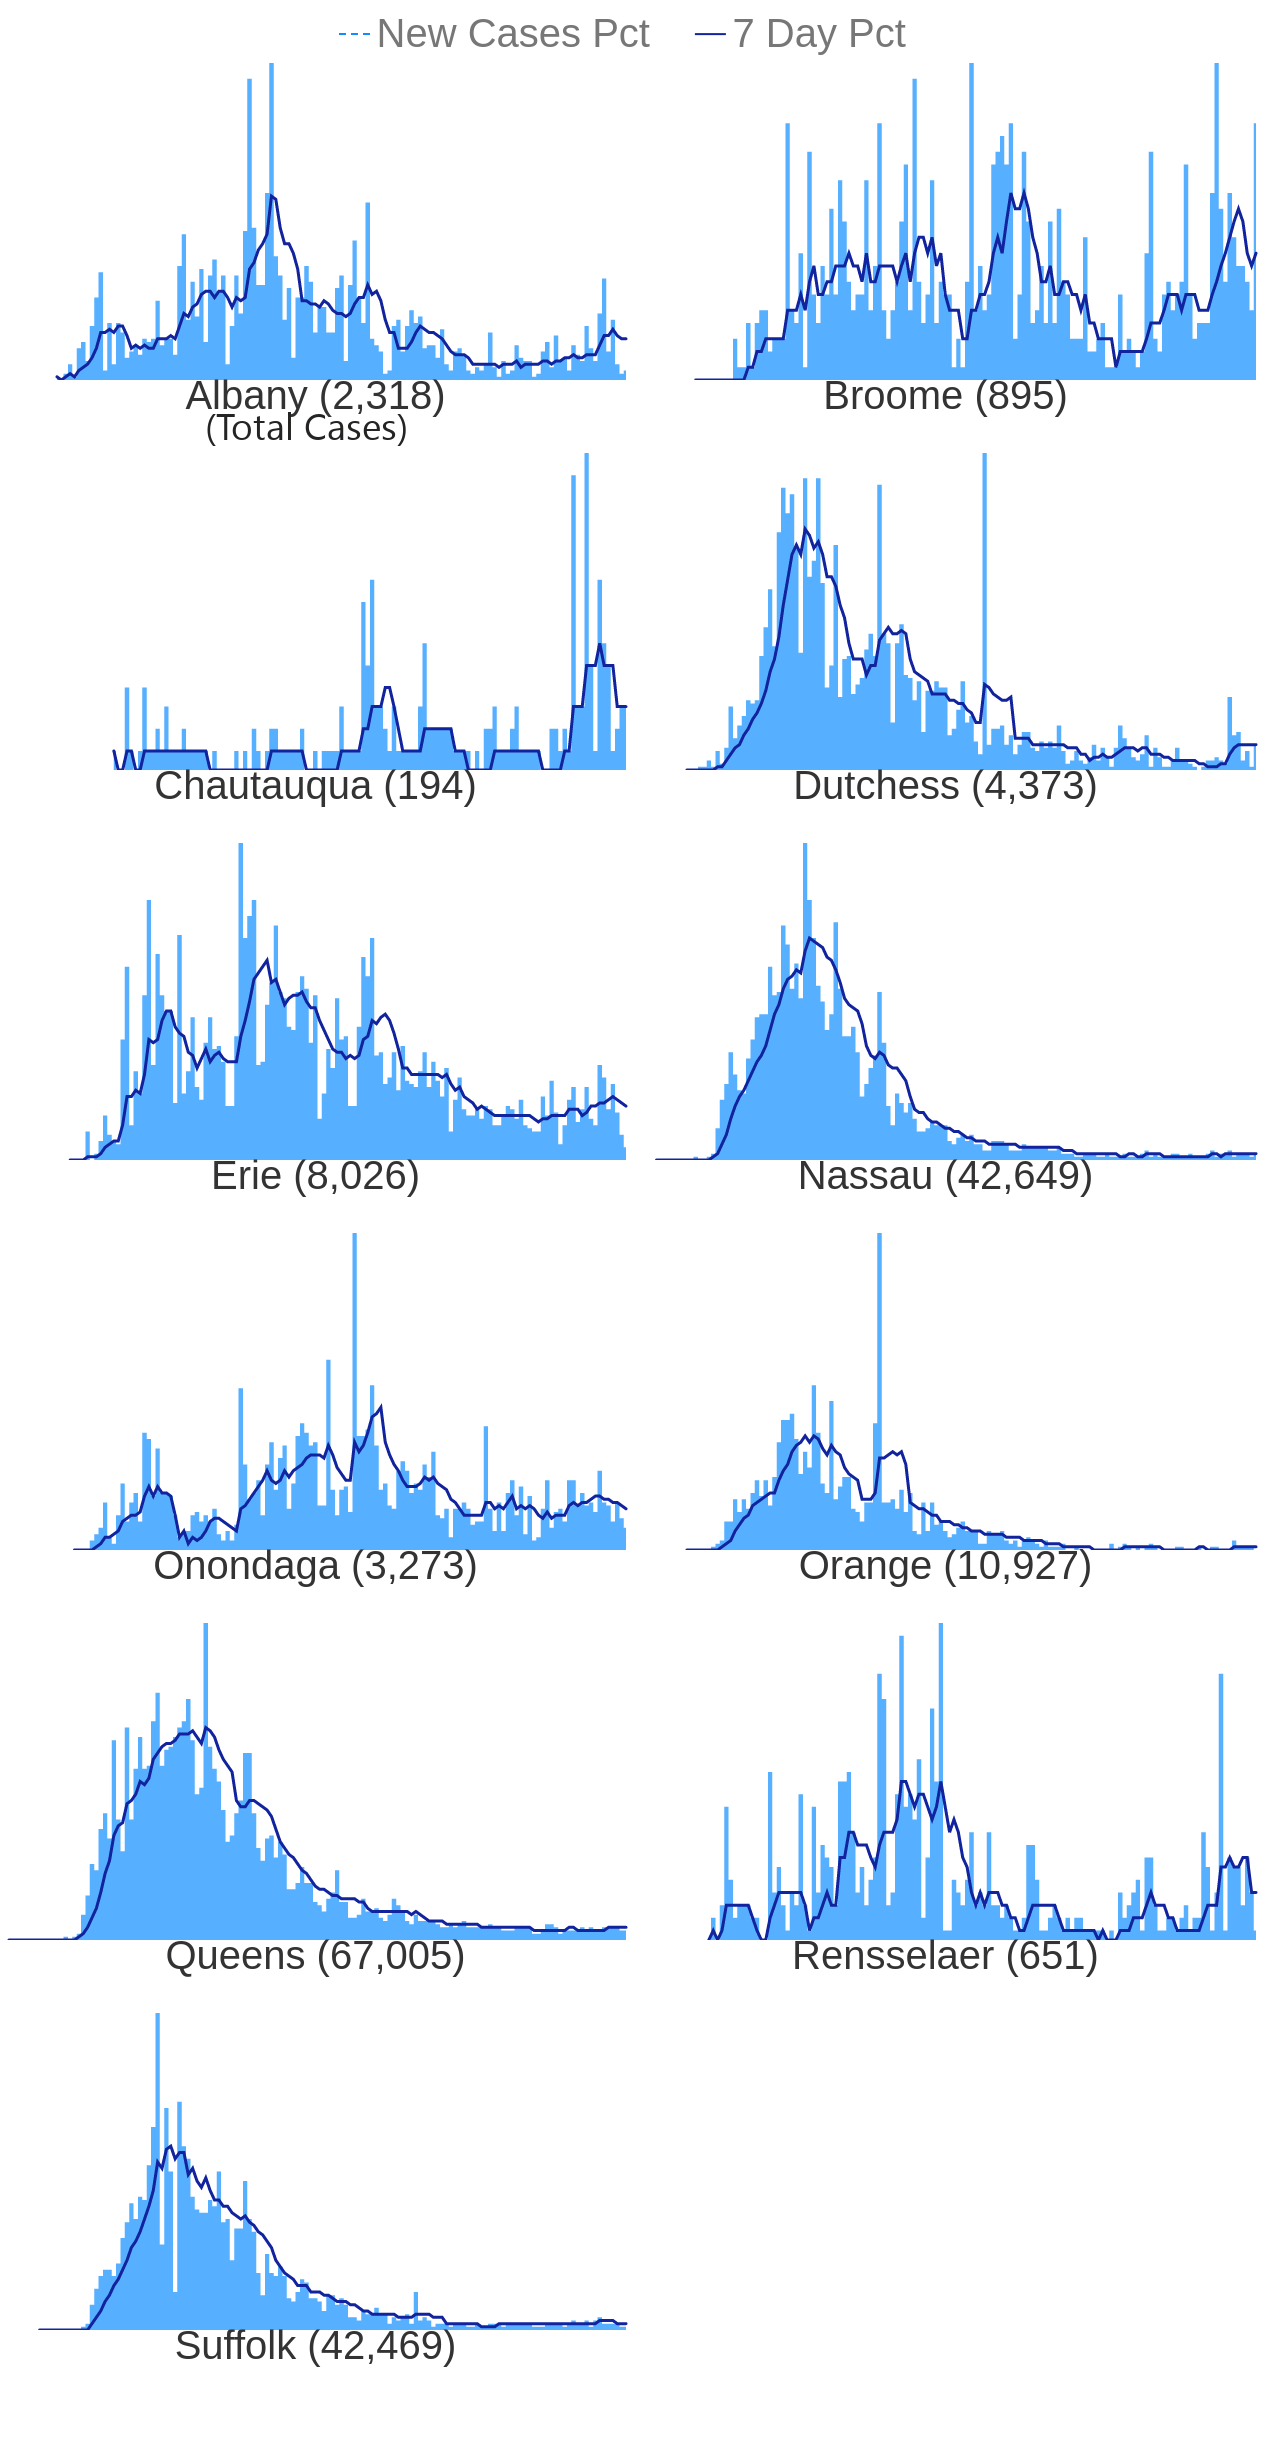 New Cases Pct 7 Day Pct
Albany (2,318) Broome (895)
(Total Cases)
Chautauqua (194) Dutchess (4,373)
Erie (8,026) Nassau (42,649)
Onondaga (3,273) Orange (10,927)
Queens (67,005) Rensselaer (651)
Suffolk (42,469)